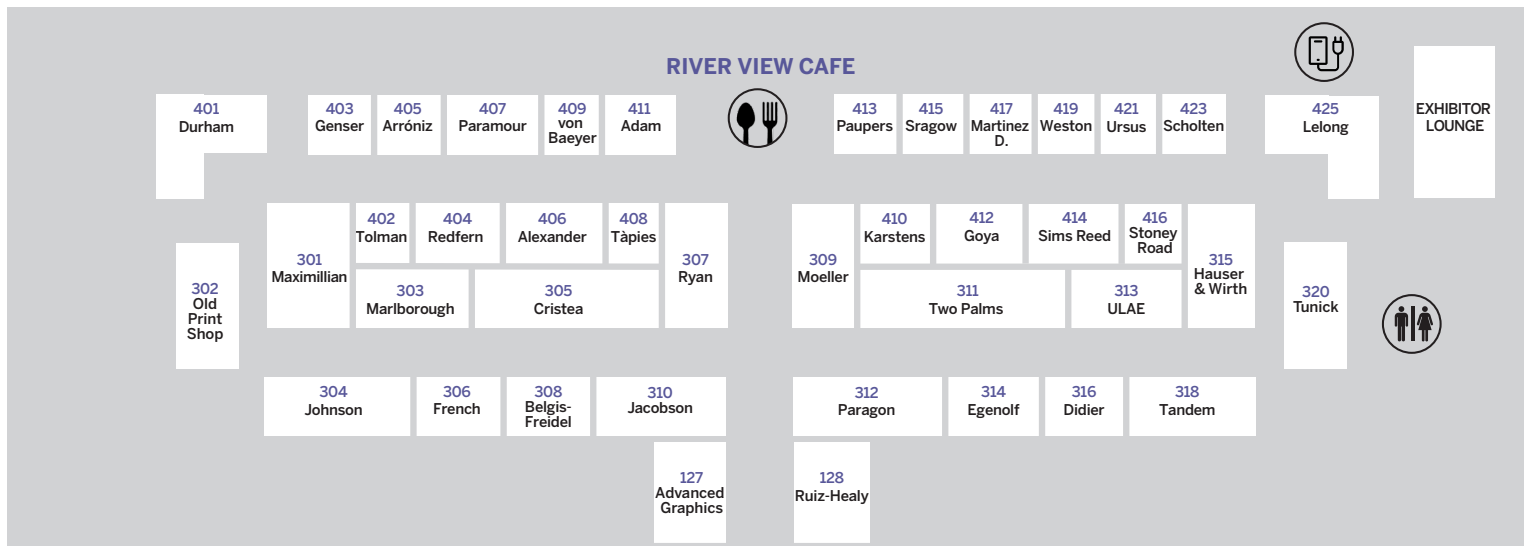 RIVER VIEW CAFE
401
Durham
403
Genser
405
Arróniz
407
Paramour
409
von
Baeyer
411
Adam
413
Paupers
415
Sragow
417
Martinez
D.
419
Weston
421
Ursus
423
Scholten
425
Lelong
EXHIBITOR
LOUNGE
301
Maximillian
402
Tolman
404
Redfern
406
Alexander
408
Tàpies
303
Marlborough
305
Cristea
307
Ryan
309
Moeller
410
Karstens
412
Goya
414
Sims Reed
416
Stoney
Road
311
Two Palms
313
ULAE
315
Hauser
& Wirth
302
Old
Print
Shop
320
Tunick
304
Johnson
306
French
308
Belgis-
Freidel
310
Jacobson
312
Paragon
314
Egenolf
316
Didier
318
Tandem
127
Advanced
Graphics
128
Ruiz-Healy